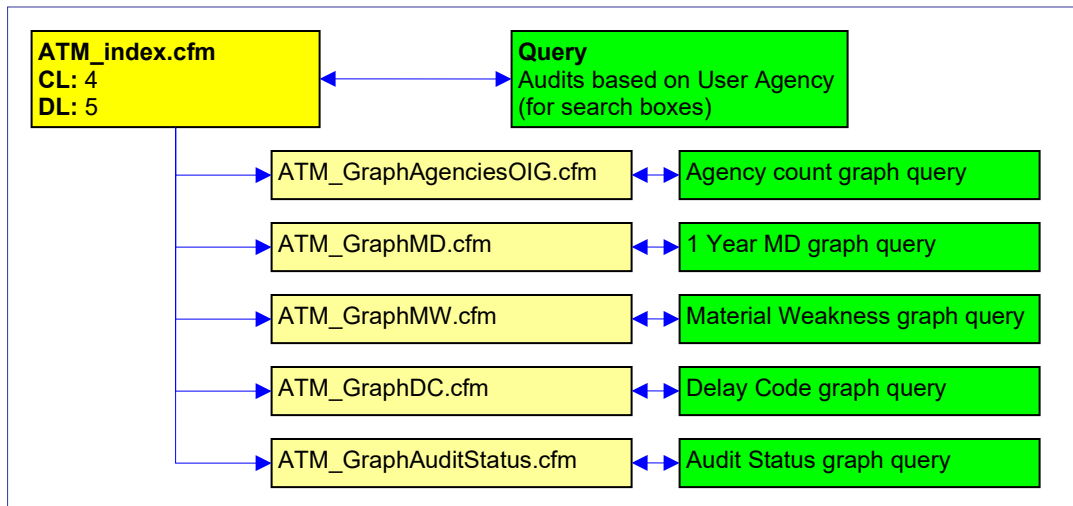 ATM_index.cfm
CL: 4
DL: 5
Query
Audits based on User Agency
(for search boxes)
ATM_GraphAgenciesOIG.cfm
Agency count graph query
ATM_GraphMD.cfm
1 Year MD graph query
ATM_GraphMW.cfm
Material Weakness graph query
ATM_GraphDC.cfm
Delay Code graph query
ATM_GraphAuditStatus.cfm
Audit Status graph query